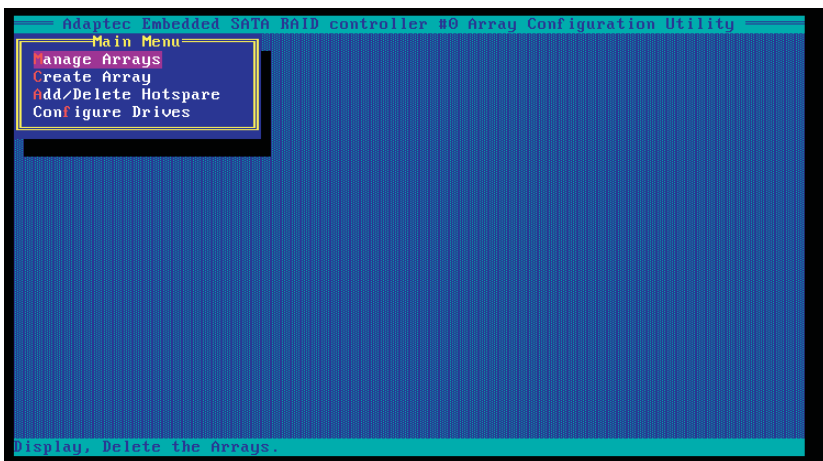 Adaptec Embedded SATA RAID controller #0 Array Configuration Utility
Main Menu
Manage Arrays
Create Array
Add/Delete Hotspare
Configure Drives
Display, Delete the Arrays.